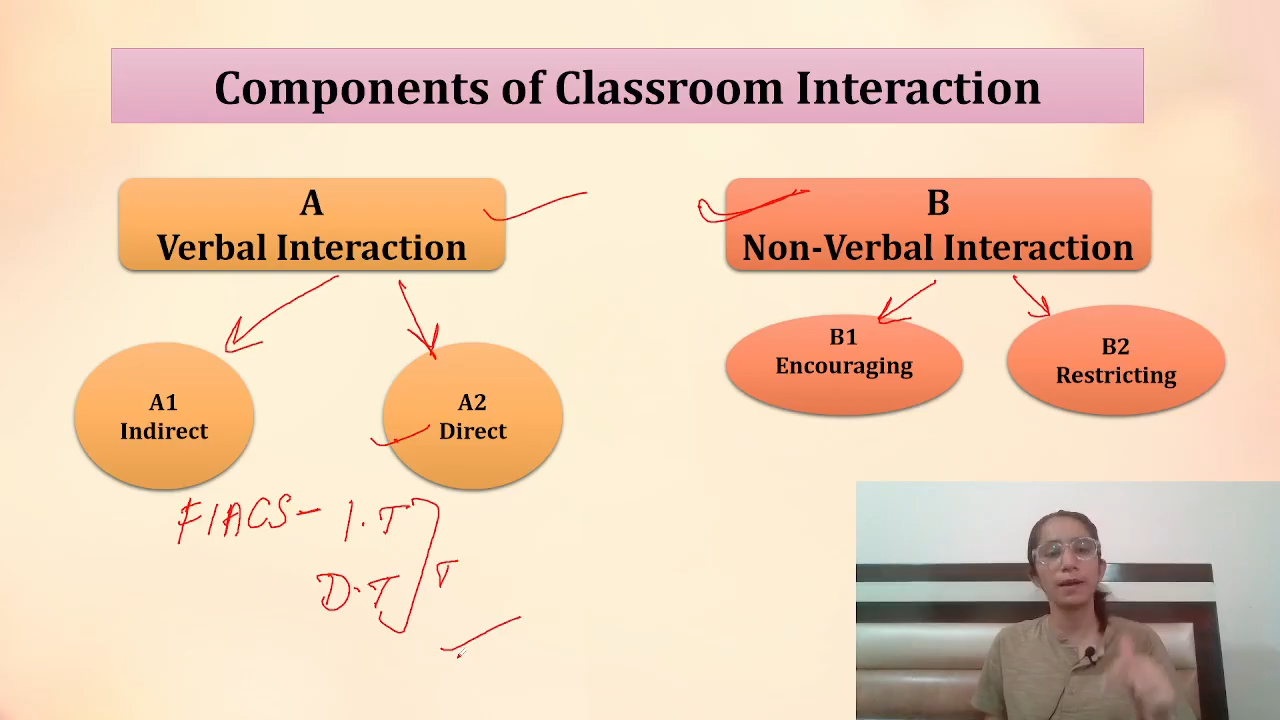 Components of Classroom Interaction
A
Verbal Interaction
B
Non-Verbal Interaction
A1
Indirect
A2
Direct
B1
Encouraging
B2
Restricting
FIACS - I.T
D.T
T